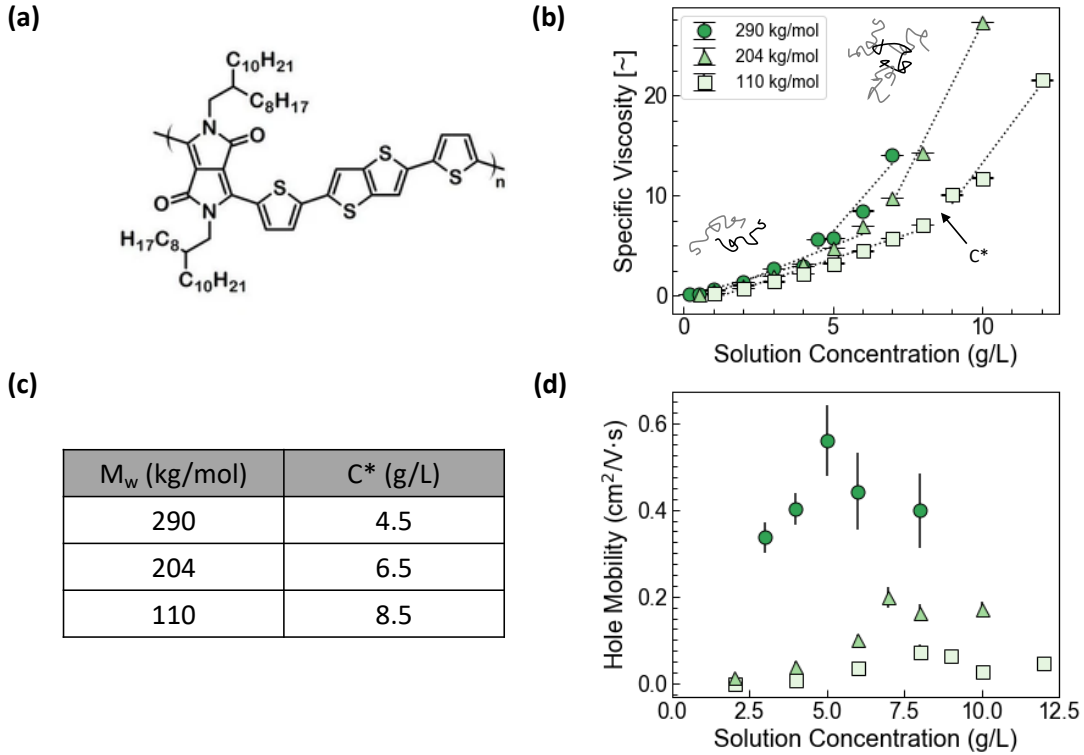 (a)
C10H21
C8H17
N
O
O
N
S
S
S
S
n
H17C8
C10H21
(b)
290 kg/mol
204 kg/mol
110 kg/mol
C*
Specific Viscosity [~]
0
10
20
0
5
10
Solution Concentration (g/L)
(c)
Mw (kg/mol) C* (g/L)
290 4.5
204 6.5
110 8.5
(d)
Hole Mobility (cm²/V·s)
0.6
0.4
0.2
0.0
0.0 2.5 5.0 7.5 10.0 12.5
Solution Concentration (g/L)